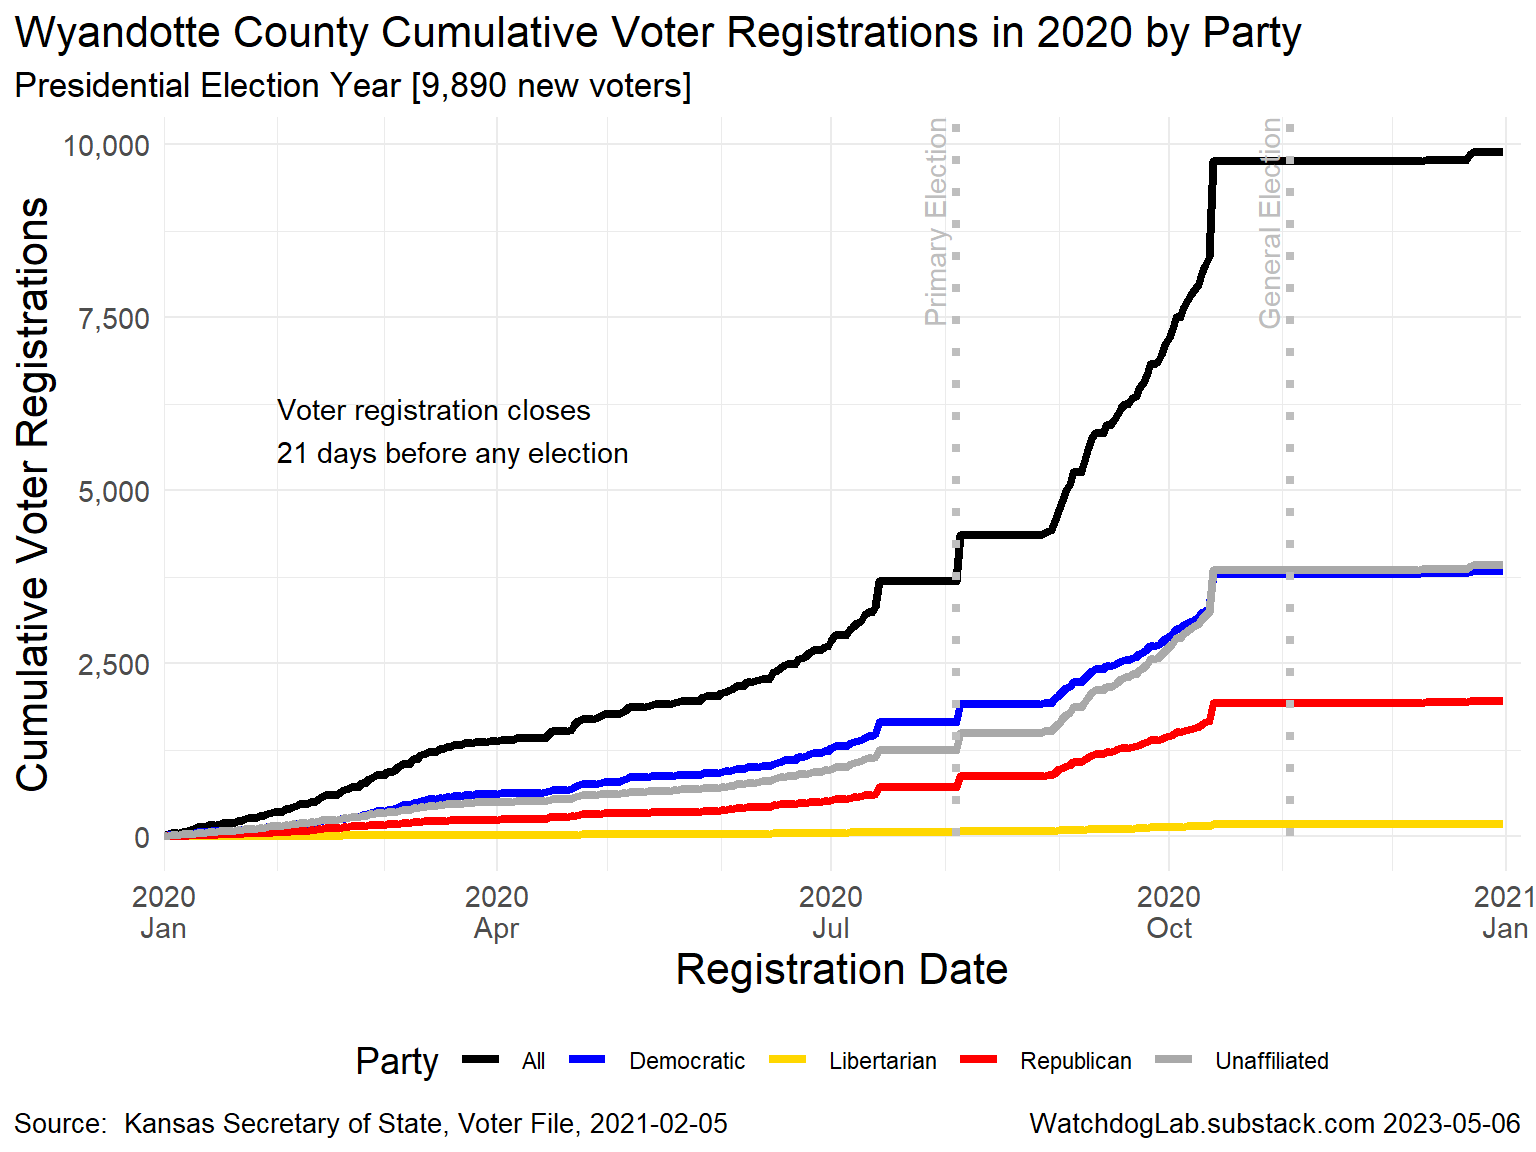 Wyandotte County Cumulative Voter Registrations in 2020 by Party
Presidential Election Year [9,890 new voters]
Cumulative Voter Registrations
10,000
7,500
5,000
2,500
0
Primary Election
General Election
Voter registration closes
21 days before any election
2020 2020 2020 2020 2021
Jan Apr Jul Oct Jan
Registration Date
Party All Democratic Libertarian Republican Unaffiliated
Source:  Kansas Secretary of State, Voter File, 2021-02-05
WatchdogLab.substack.com 2023-05-06